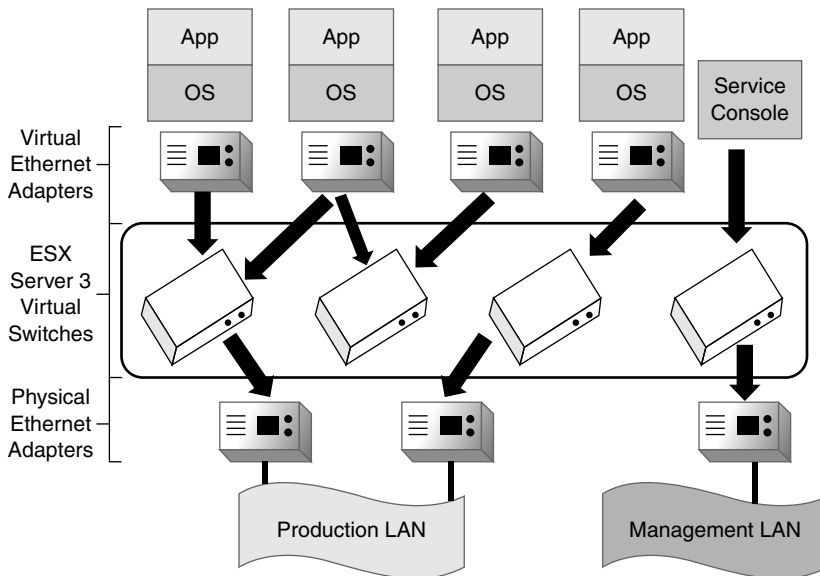 App
App
App
App
OS
OS
OS
OS
Service
Console
Virtual
Ethernet
Adapters
ESX
Server 3
Virtual
Switches
Physical
Ethernet
Adapters
Production LAN
Management LAN